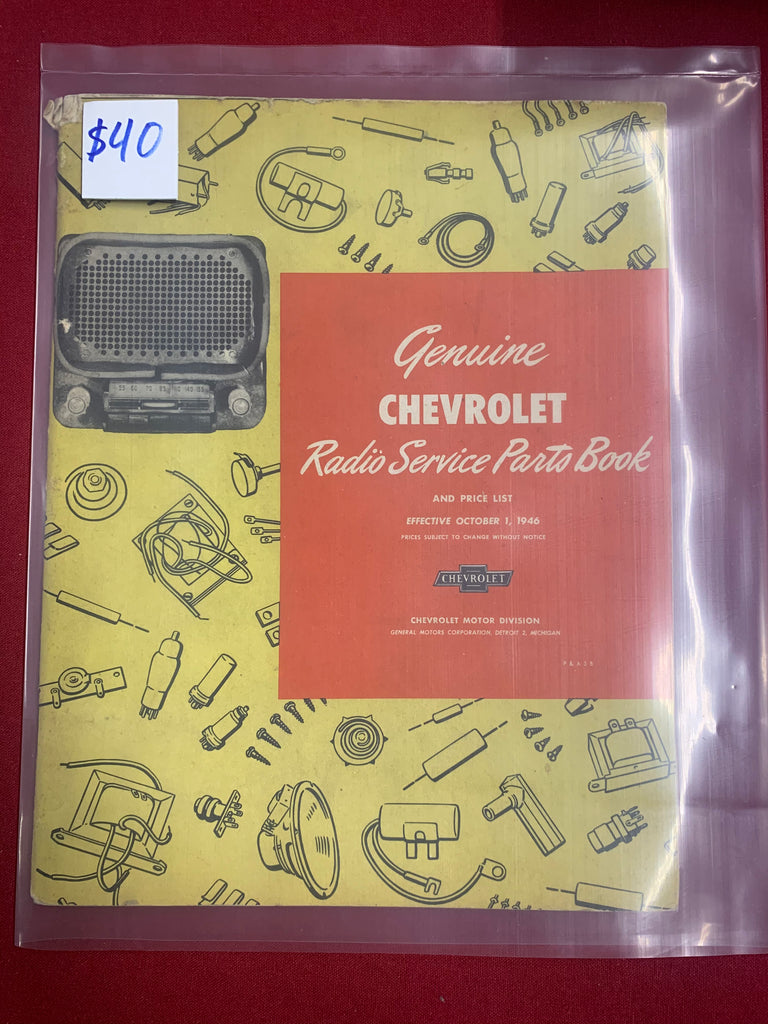 $40
Genuine
CHEVROLET
Radio Service Parts Book
AND PRICE LIST
EFFECTIVE OCTOBER 1, 1946
PRICES SUBJECT TO CHANGE WITHOUT NOTICE
CHEVROLET
CHEVROLET MOTOR DIVISION
GENERAL MOTORS CORPORATION, DETROIT 2, MICHIGAN